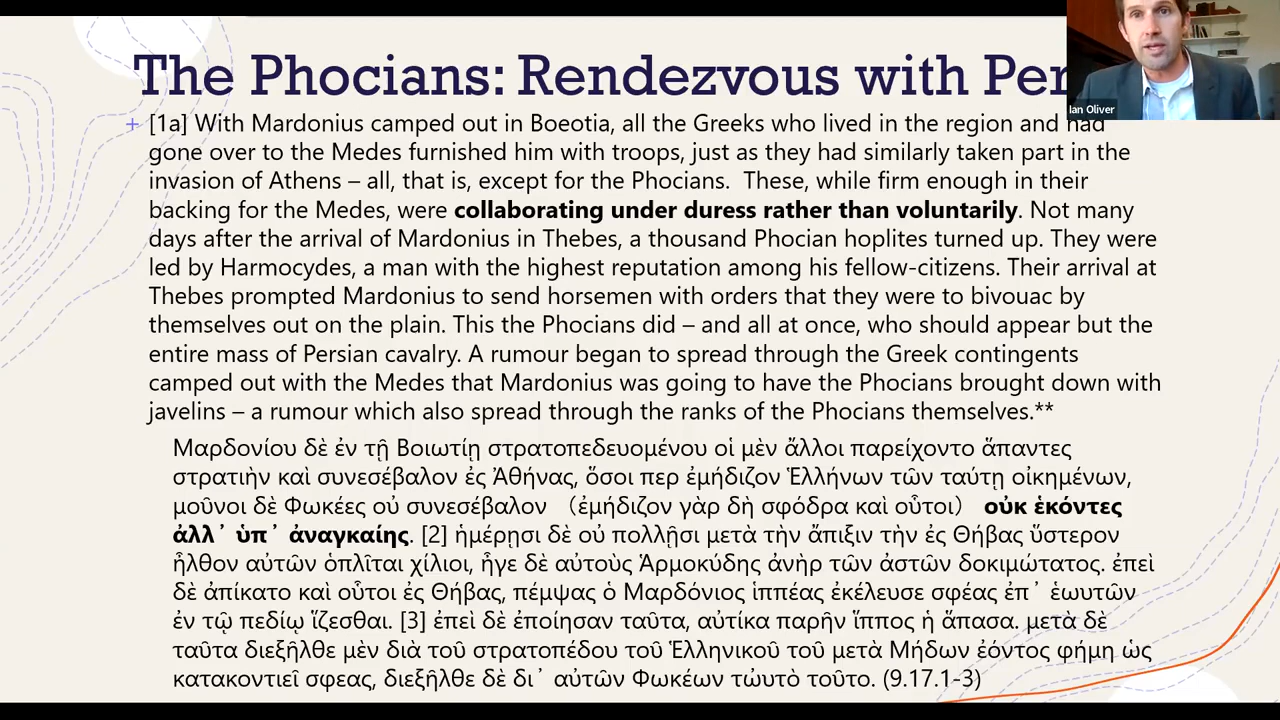 The Phocians: Rendezvous with Per
Ian Oliver
[1a] With Mardonius camped out in Boeotia, all the Greeks who lived in the region and had
gone over to the Medes furnished him with troops, just as they had similarly taken part in the
invasion of Athens – all, that is, except for the Phocians. These, while firm enough in their
backing for the Medes, were collaborating under duress rather than voluntarily. Not many
days after the arrival of Mardonius in Thebes, a thousand Phocian hoplites turned up. They were
led by Harmocydes, a man with the highest reputation among his fellow-citizens. Their arrival at
Thebes prompted Mardonius to send horsemen with orders that they were to bivouac by
themselves out on the plain. This the Phocians did – and all at once, who should appear but the
entire mass of Persian cavalry. A rumour began to spread through the Greek contingents
camped out with the Medes that Mardonius was going to have the Phocians brought down with
javelins – a rumour which also spread through the ranks of the Phocians themselves.**
Μαρδονίου δὲ ἐν τῇ Βοιωτίῃ στρατοπεδευομένου οἱ μὲν ἄλλοι παρείχοντο ἅπαντες
στρατιὴν καὶ συνεσέβαλον ἐς Ἀθήνας, ὅσοι περ ἐμήδιζον Ἑλλήνων τῶν ταύτῃ οἰκημένων,
μοῦνοι δὲ Φωκέες οὐ συνεσέβαλον （ἐμήδιζον γὰρ δὴ σφόδρα καὶ οὗτοι） οὐκ ἑκόντες
ἀλλ᾽ ὑπ᾽ ἀναγκαίης. [2] ἡμέρῃσι δὲ οὐ πολλῇσι μετὰ τὴν ἄπιξιν τὴν ἐς Θήβας ὕστερον
ἦλθον αὐτῶν ὁπλῖται χίλιοι, ἦγε δὲ αὐτοὺς Ἁρμοκύδης ἀνὴρ τῶν ἀστῶν δοκιμώτατος. ἐπεὶ
δὲ ἀπίκατο καὶ οὗτοι ἐς Θήβας, πέμψας ὁ Μαρδόνιος ἱππέας ἐκέλευσε σφέας ἐπ᾽ ἑωυτῶν
ἐν τῷ πεδίῳ ἵζεσθαι. [3] ἐπεὶ δὲ ἐποίησαν ταῦτα, αὐτίκα παρῆν ἵππος ἡ ἅπασα. μετὰ δὲ
ταῦτα διεξῆλθε μὲν διὰ τοῦ στρατοπέδου τοῦ Ἑλληνικοῦ τοῦ μετὰ Μήδων ἐόντος φήμη ὡς
κατακοντιεῖ σφεας, διεξῆλθε δὲ δι᾽ αὐτῶν Φωκέων τὠυτὸ τοῦτο. (9.17.1-3)